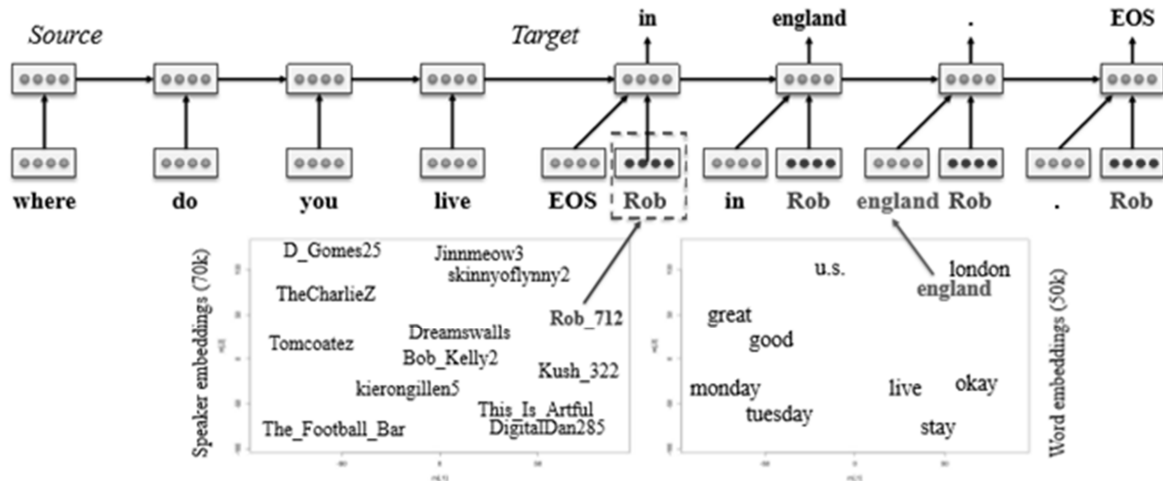 in england . EOS
Source Target
where do you live EOS Rob in Rob england Rob . Rob
Speaker embeddings (70k)
D_Gomes25
Jinnmeow3
skinnyoflynny2
TheCharlieZ
Rob_712
Dreamswalls
Tomcoatez
Bob_Kelly2
Kush_322
kierongillen5
This_Is_Artful
The_Football_Bar
DigitalDan285
u.s.
london
england
great
good
monday
live
okay
tuesday
stay
Word embeddings (50k)